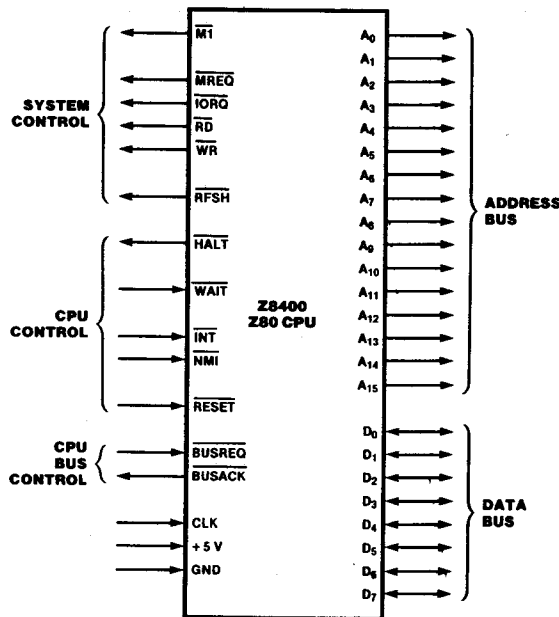 SYSTEM
CONTROL
CPU
CONTROL
CPU
BUS
CONTROL
M1
MREQ
IORQ
RD
WR
RFSH
HALT
WAIT
INT
NMI
RESET
BUSREQ
BUSACK
CLK
+5 V
GND
Z8400
Z80 CPU
A0
A1
A2
A3
A4
A5
A6
A7
A8
A9
A10
A11
A12
A13
A14
A15
D0
D1
D2
D3
D4
D5
D6
D7
ADDRESS
BUS
DATA
BUS